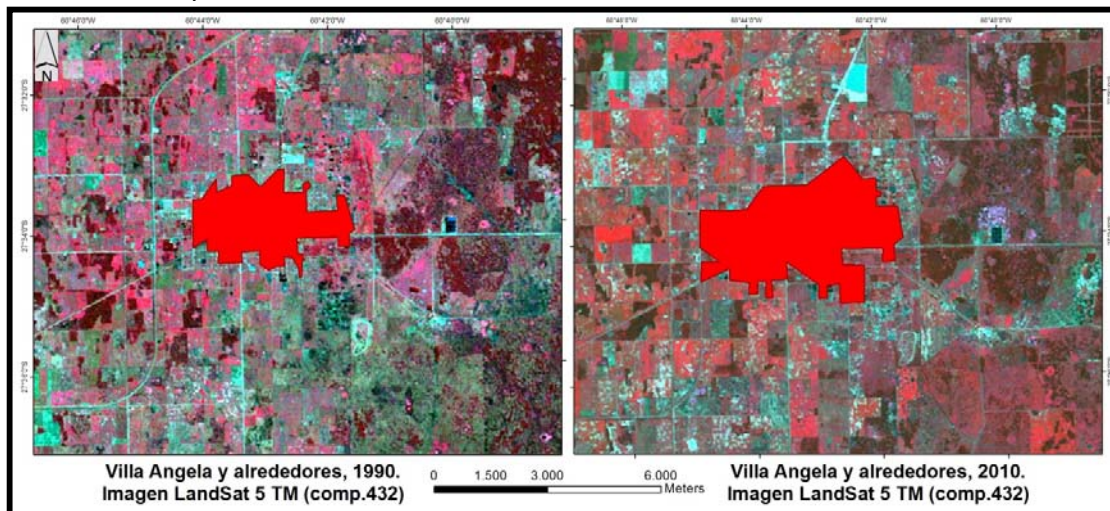 60°46'0"W 60°44'0"W 60°42'0"W 60°40'0"W
60°46'0"W 60°44'0"W 60°42'0"W 60°40'0"W
N
27°32'0"S
27°34'0"S
Villa Angela y alrededores, 1990.
Imagen LandSat 5 TM (comp.432)
0 1.500 3.000 6.000
Meters
Villa Angela y alrededores, 2010.
Imagen LandSat 5 TM (comp.432)